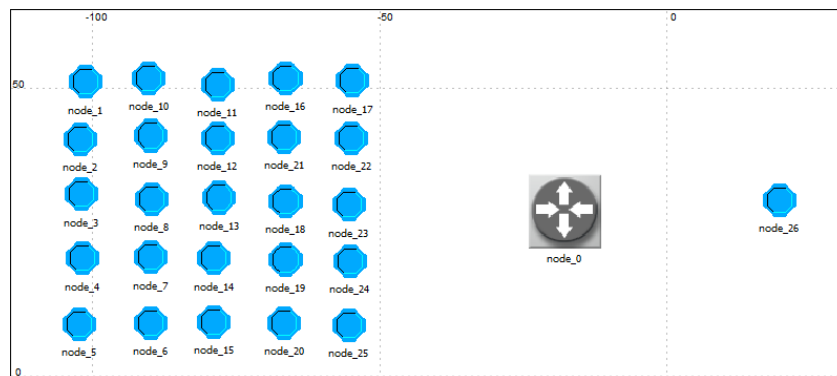 -100 -50 0
50
node_1 node_10 node_11 node_16 node_17
node_2 node_9 node_12 node_21 node_22
node_3 node_8 node_13 node_18 node_23
node_0 node_26
node_4 node_7 node_14 node_19 node_24
node_5 node_6 node_15 node_20 node_25
0